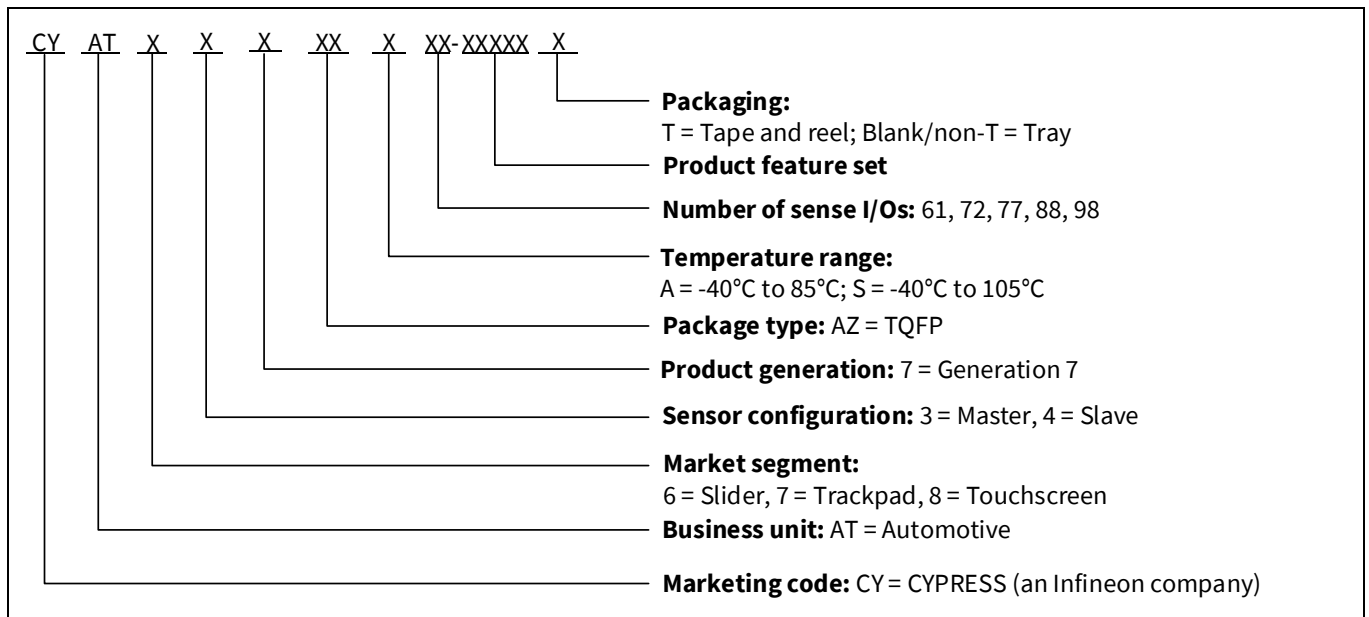 CY AT X X X XX X XX-XXXXX X
Packaging:
T = Tape and reel; Blank/non-T = Tray
Product feature set
Number of sense I/Os: 61, 72, 77, 88, 98
Temperature range:
A = -40°C to 85°C; S = -40°C to 105°C
Package type: AZ = TQFP
Product generation: 7 = Generation 7
Sensor configuration: 3 = Master, 4 = Slave
Market segment:
6 = Slider, 7 = Trackpad, 8 = Touchscreen
Business unit: AT = Automotive
Marketing code: CY = CYPRESS (an Infineon company)